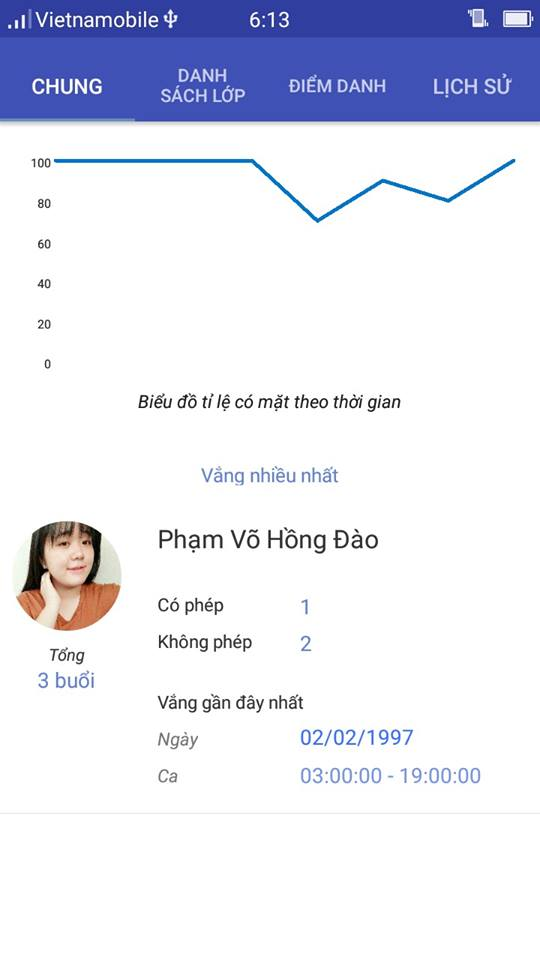 Vietnamobile 6:13
CHUNG
DANH
SÁCH LỚP
ĐIỂM DANH
LỊCH SỬ
100
80
60
40
20
0
Biểu đồ tỉ lệ có mặt theo thời gian
Vắng nhiều nhất
Phạm Võ Hồng Đào
Có phép 1
Không phép 2
Tổng
3 buổi
Vắng gần đây nhất
Ngày 02/02/1997
Ca 03:00:00 - 19:00:00